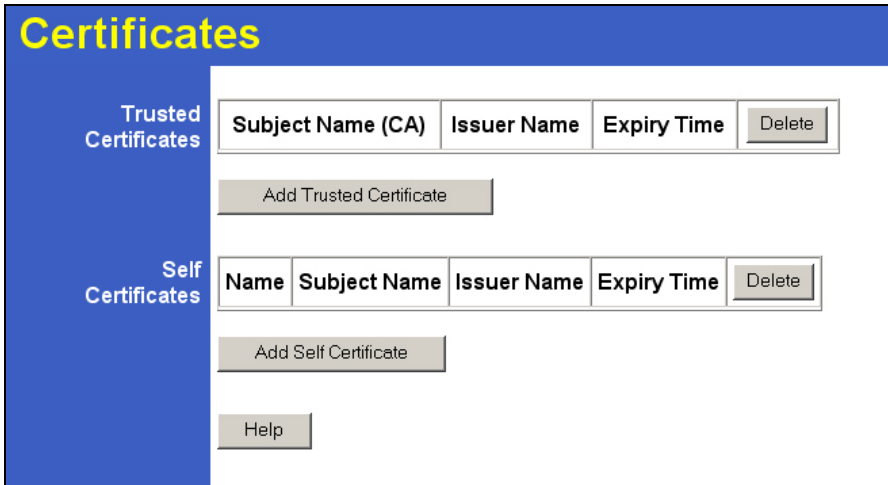 Certificates
Trusted
Certificates
Subject Name (CA) Issuer Name Expiry Time Delete
Add Trusted Certificate
Self
Certificates
Name Subject Name Issuer Name Expiry Time Delete
Add Self Certificate
Help